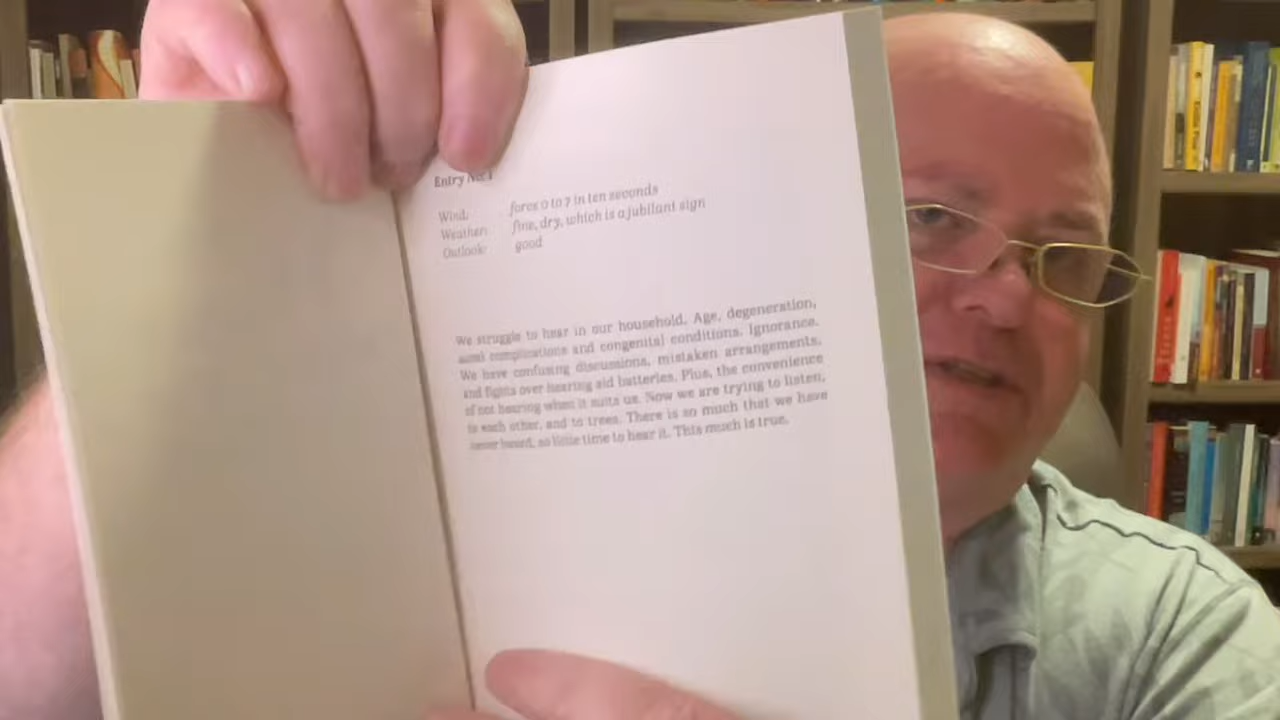 Entry No. 1
Wind: force 0 to 7 in ten seconds
Weather: fine, dry, which is a jubilant sign
Outlook: good
We struggle to hear in our household. Age, degeneration,
complications and congenital conditions. Ignorance.
We have confusing discussions, mistaken arrangements,
and fights over hearing aid batteries. Plus, the convenience
of not hearing when it suits us. Now we are trying to listen,
to each other, and to trees. There is so much that we have
never heard, so little time to hear it. This much is true.